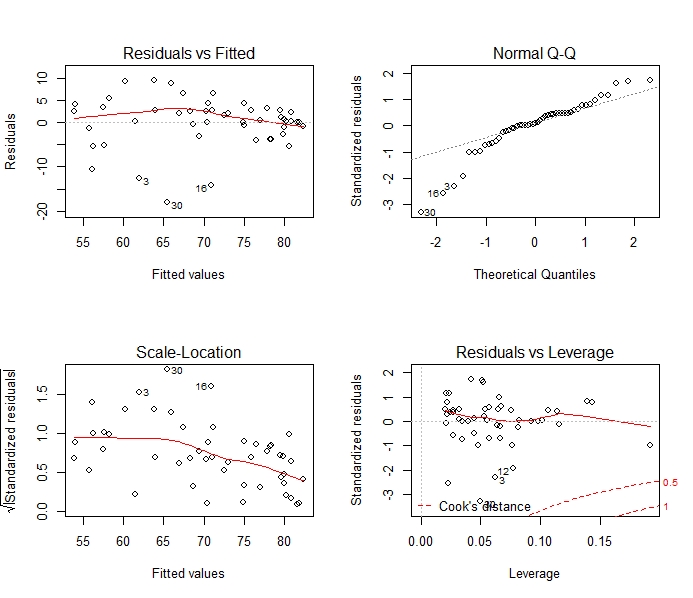 Residuals vs Fitted
Residuals
10
5
0
-10
-20
3
16
30
55 60 65 70 75 80
Fitted values
Normal Q-Q
Standardized residuals
2
1
0
-1
-2
-3
16
3
30
-2 -1 0 1 2
Theoretical Quantiles
Scale-Location
√|Standardized residuals|
1.5
1.0
0.5
0.0
30
3
16
55 60 65 70 75 80
Fitted values
Residuals vs Leverage
Standardized residuals
2
1
0
-1
-2
-3
12
3
30
Cook's distance
0.5
1
0.00 0.05 0.10 0.15
Leverage